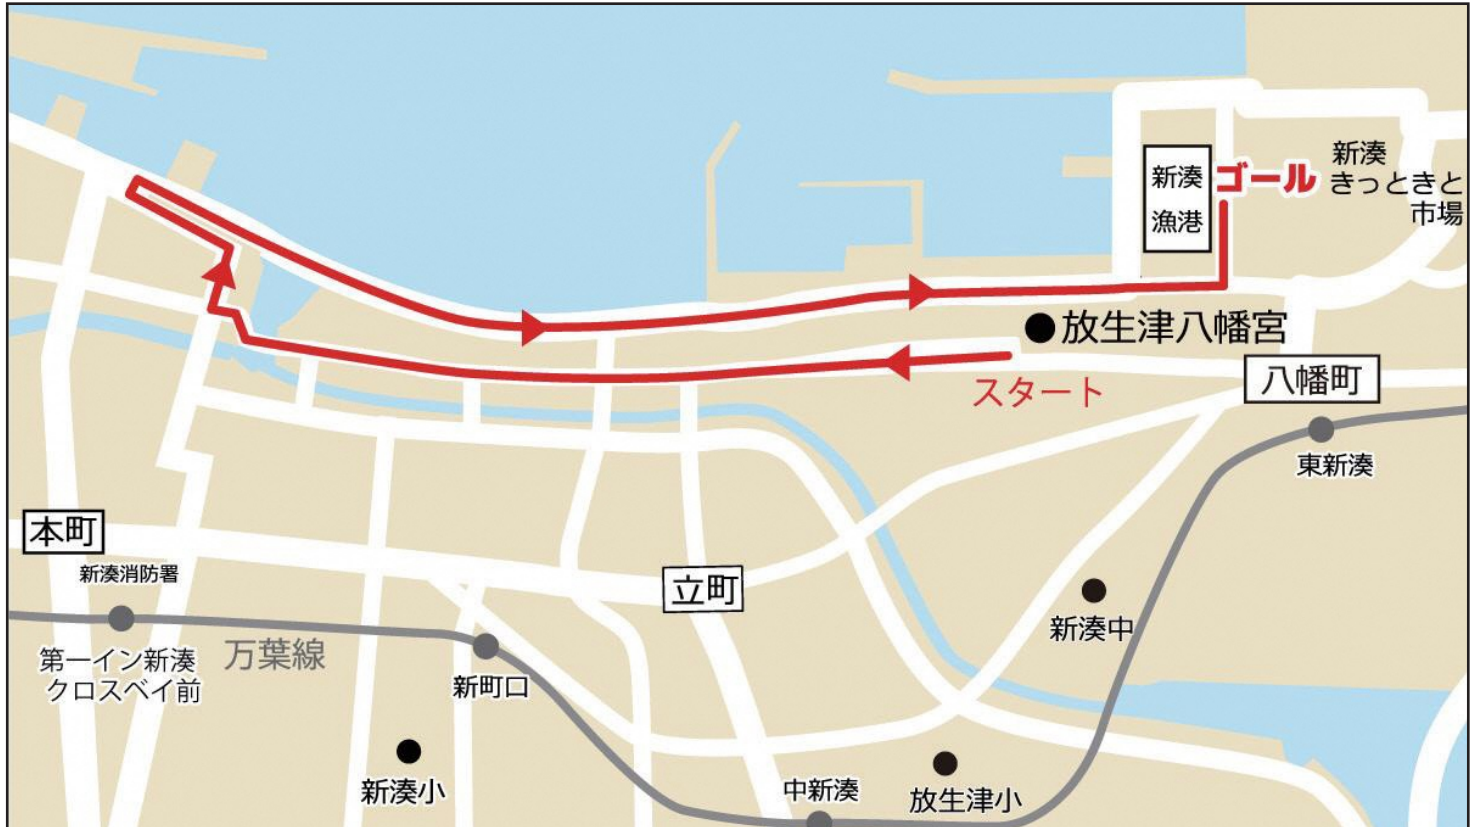 新湊
漁港
ゴール
新湊
きっときと
市場
放生津八幡宮
スタート
八幡町
東新湊
本町
新湊消防署
立町
新湊中
第一イン新湊
クロスベイ前
万葉線
新町口
新湊小
中新湊
放生津小